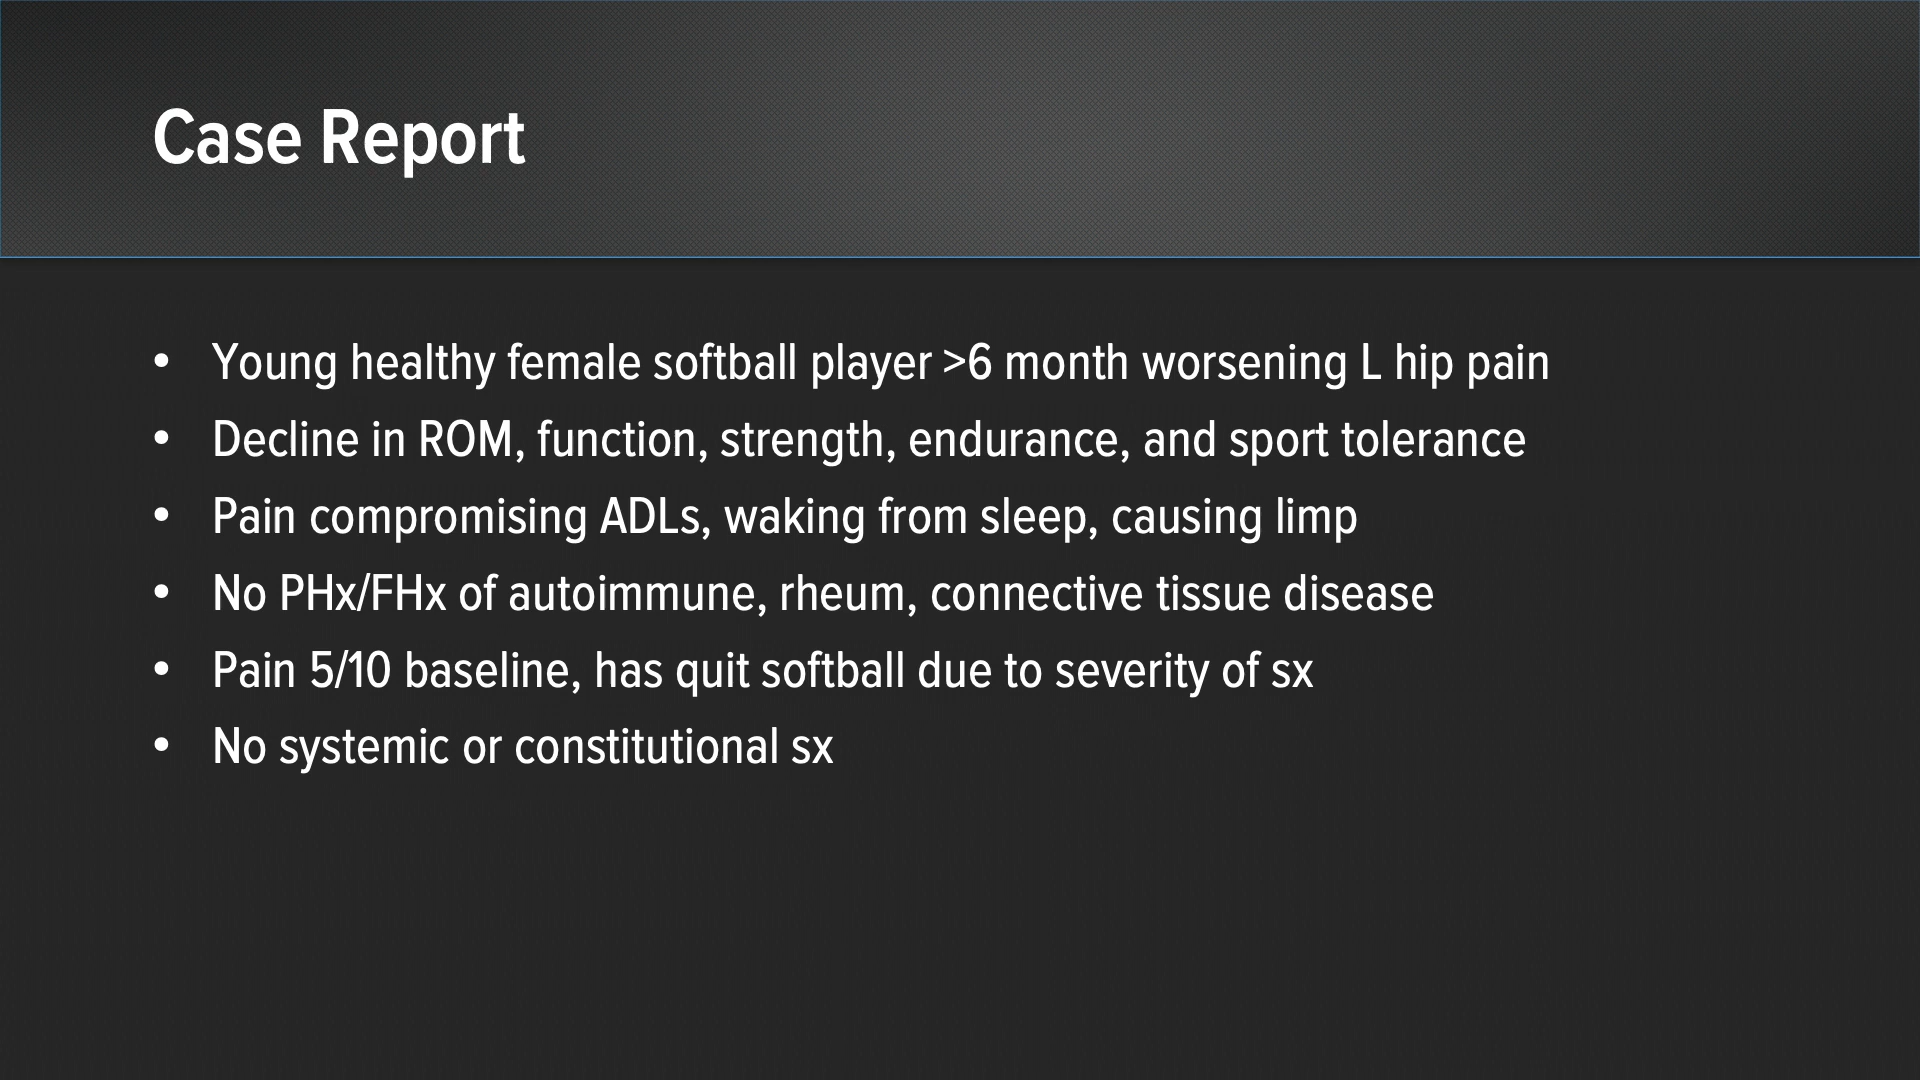 Case Report
• Young healthy female softball player >6 month worsening L hip pain
• Decline in ROM, function, strength, endurance, and sport tolerance
• Pain compromising ADLs, waking from sleep, causing limp
• No PHx/FHx of autoimmune, rheum, connective tissue disease
• Pain 5/10 baseline, has quit softball due to severity of sx
• No systemic or constitutional sx